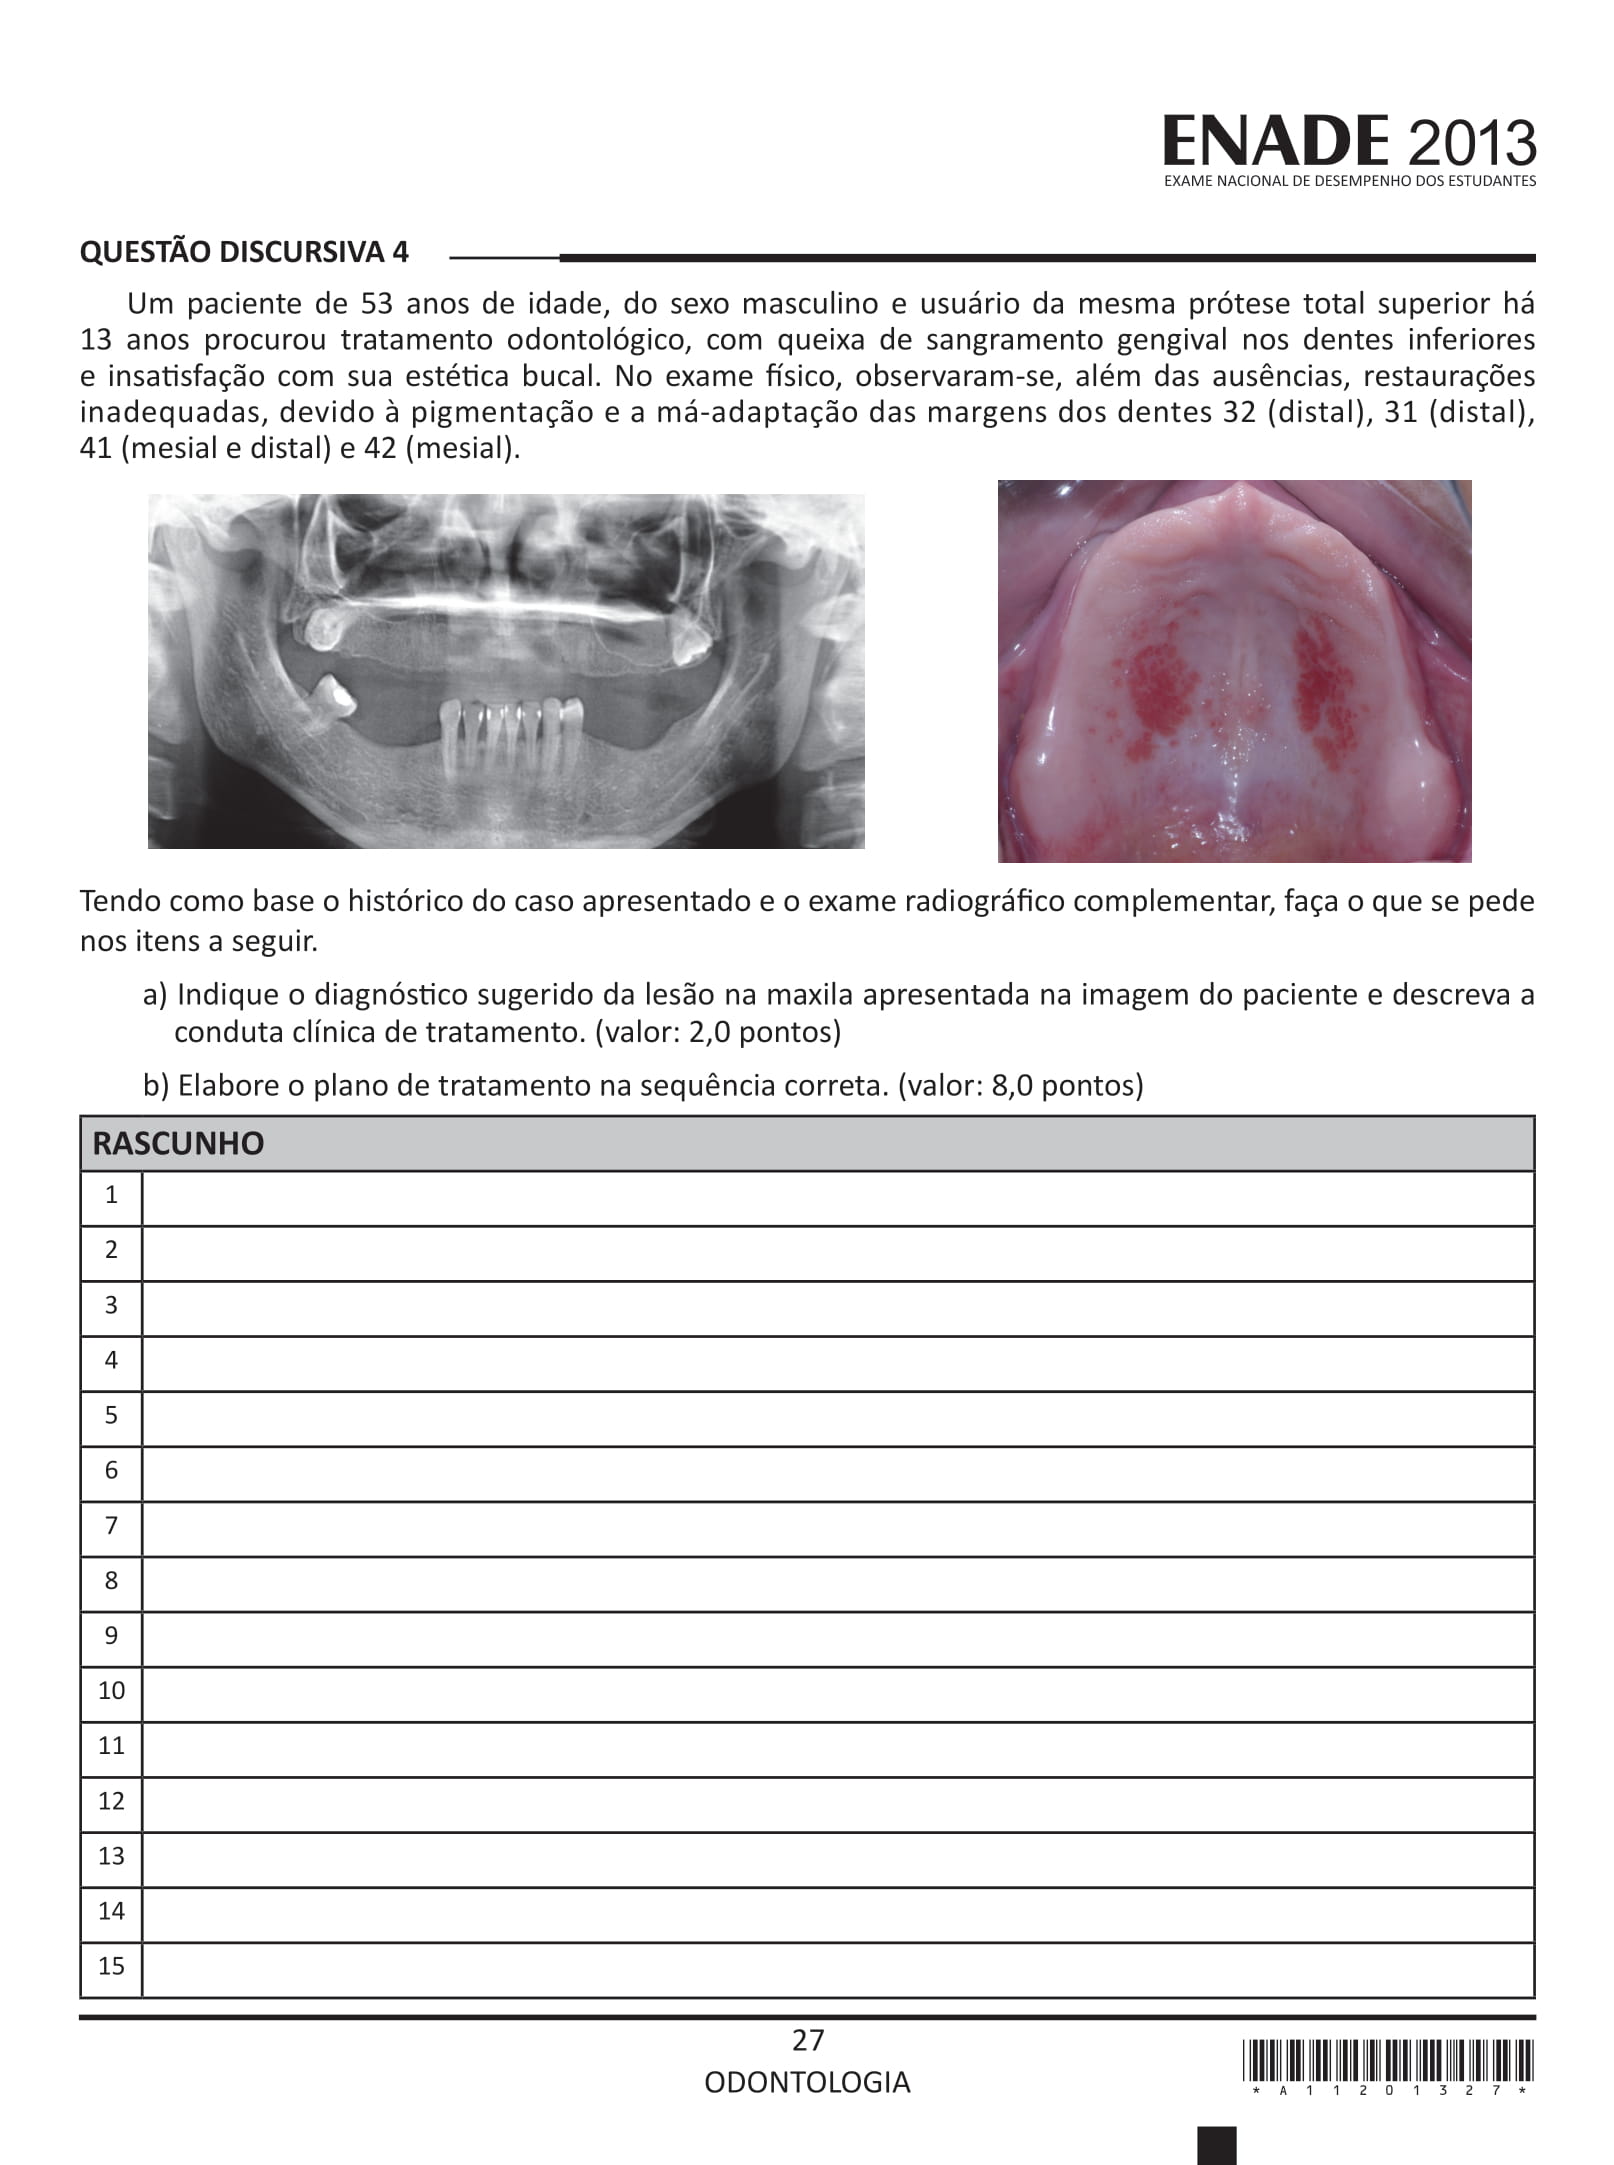 ENADE 2013
EXAME NACIONAL DE DESEMPENHO DOS ESTUDANTES
QUESTÃO DISCURSIVA 4
Um paciente de 53 anos de idade, do sexo masculino e usuário da mesma prótese total superior há
13 anos procurou tratamento odontológico, com queixa de sangramento gengival nos dentes inferiores
e insatisfação com sua estética bucal. No exame físico, observaram-se, além das ausências, restaurações
inadequadas, devido à pigmentação e a má-adaptação das margens dos dentes 32 (distal), 31 (distal),
41 (mesial e distal) e 42 (mesial).
Tendo como base o histórico do caso apresentado e o exame radiográfico complementar, faça o que se pede
nos itens a seguir.
a) Indique o diagnóstico sugerido da lesão na maxila apresentada na imagem do paciente e descreva a
conduta clínica de tratamento. (valor: 2,0 pontos)
b) Elabore o plano de tratamento na sequência correta. (valor: 8,0 pontos)
RASCUNHO
1
2
3
4
5
6
7
8
9
10
11
12
13
14
15
27
ODONTOLOGIA
* A 1 1 2 0 1 3 2 7 *